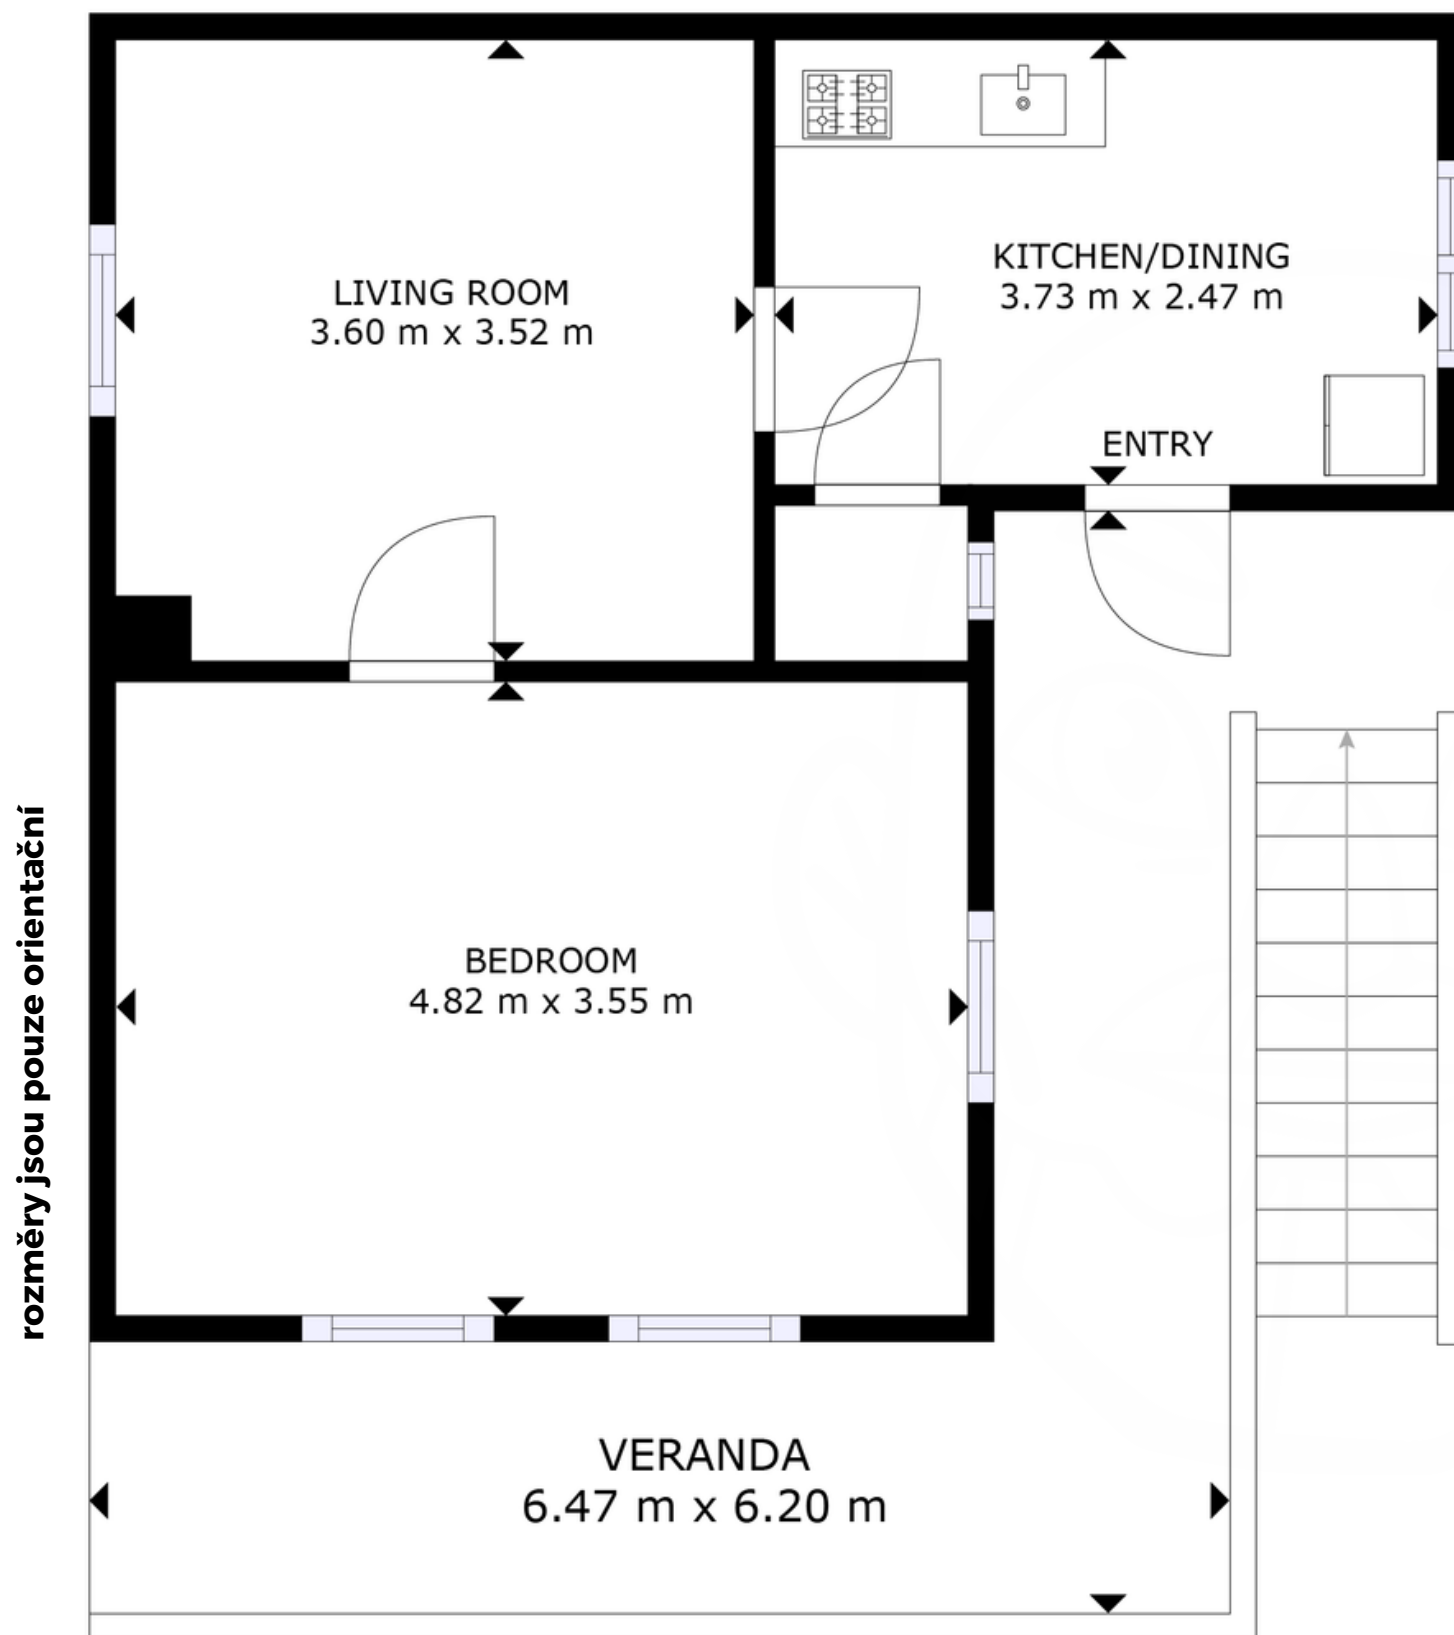 LIVING ROOM
3.60 m x 3.52 m
KITCHEN/DINING
3.73 m x 2.47 m
ENTRY
BEDROOM
4.82 m x 3.55 m
VERANDA
6.47 m x 6.20 m
rozměry jsou pouze orientační